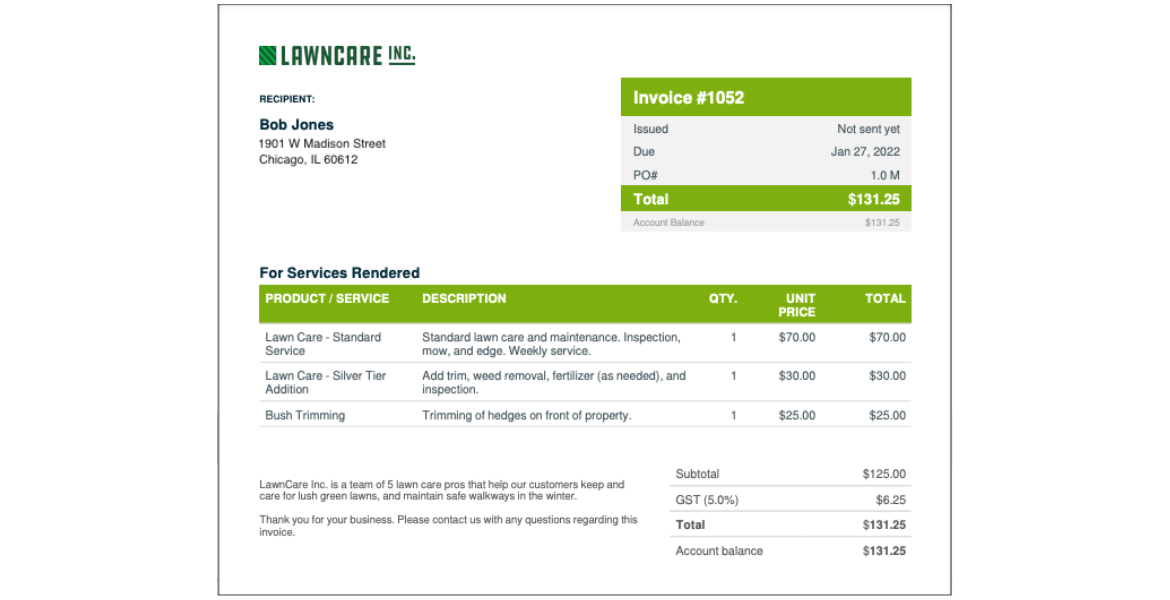 LAWNCARE INC.
RECIPIENT:
Bob Jones
1901 W Madison Street
Chicago, IL 60612
Invoice #1052
Issued Not sent yet
Due Jan 27, 2022
PO# 1.0 M
Total $131.25
Account Balance $131.25
For Services Rendered
PRODUCT / SERVICE DESCRIPTION QTY. UNIT PRICE TOTAL
Lawn Care - Standard Standard lawn care and maintenance. Inspection, 1 $70.00 $70.00
Service mow, and edge. Weekly service.
Lawn Care - Silver Tier Add trim, weed removal, fertilizer (as needed), and 1 $30.00 $30.00
Addition inspection.
Bush Trimming Trimming of hedges on front of property. 1 $25.00 $25.00
LawnCare Inc. is a team of 5 lawn care pros that help our customers keep and
care for lush green lawns, and maintain safe walkways in the winter.
Thank you for your business. Please contact us with any questions regarding this
invoice.
Subtotal $125.00
GST (5.0%) $6.25
Total $131.25
Account balance $131.25